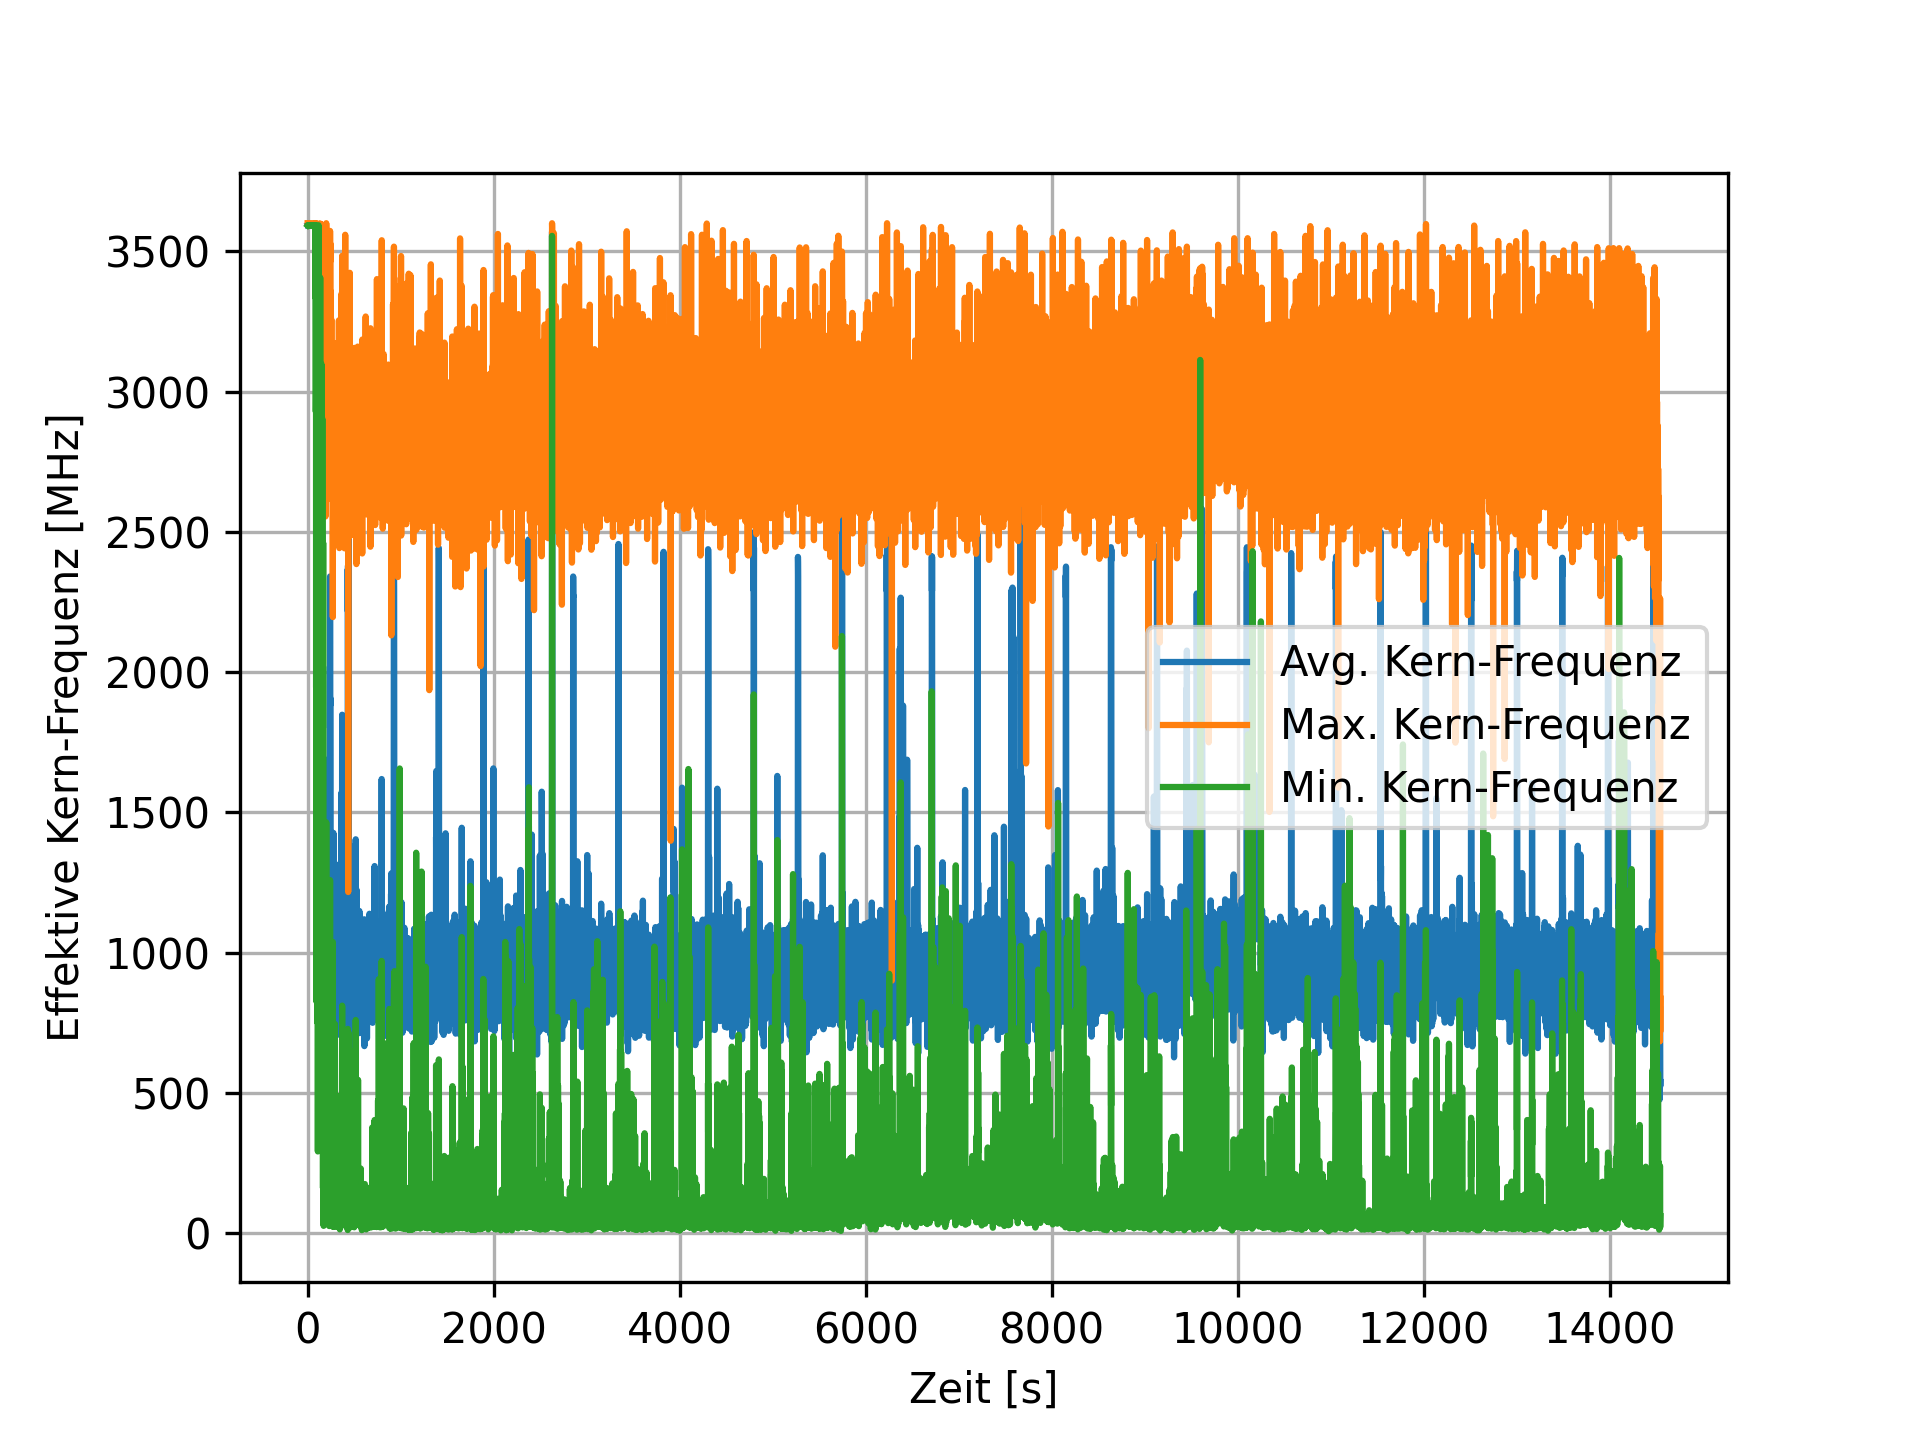 3500
3000
2500
2000
1500
1000
500
0
Effektive Kern-Frequenz [MHz]
Avg. Kern-Frequenz
Max. Kern-Frequenz
Min. Kern-Frequenz
0 2000 4000 6000 8000 10000 12000 14000
Zeit [s]